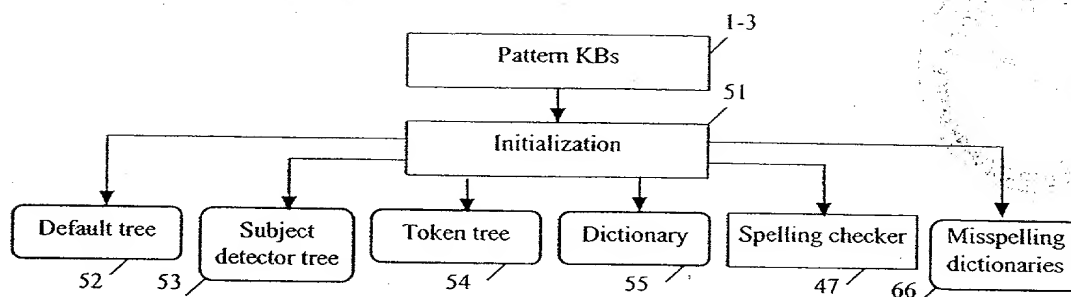 1-3
Pattern KBs
51
Initialization
Default tree
Subject
detector tree
Token tree
Dictionary
Spelling checker
Misspelling
dictionaries
52
53
54
55
47
66